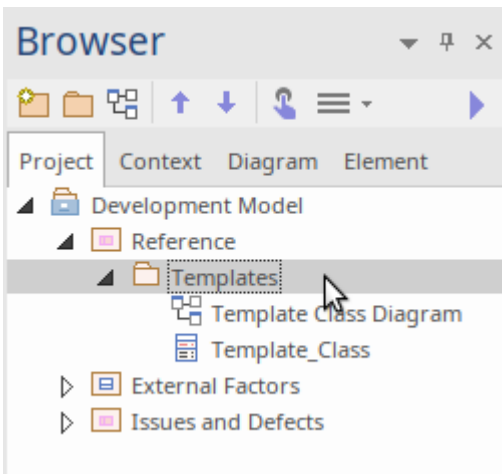 Browser
Project Context Diagram Element
Development Model
Reference
Templates
Template Class Diagram
Template_Class
External Factors
Issues and Defects